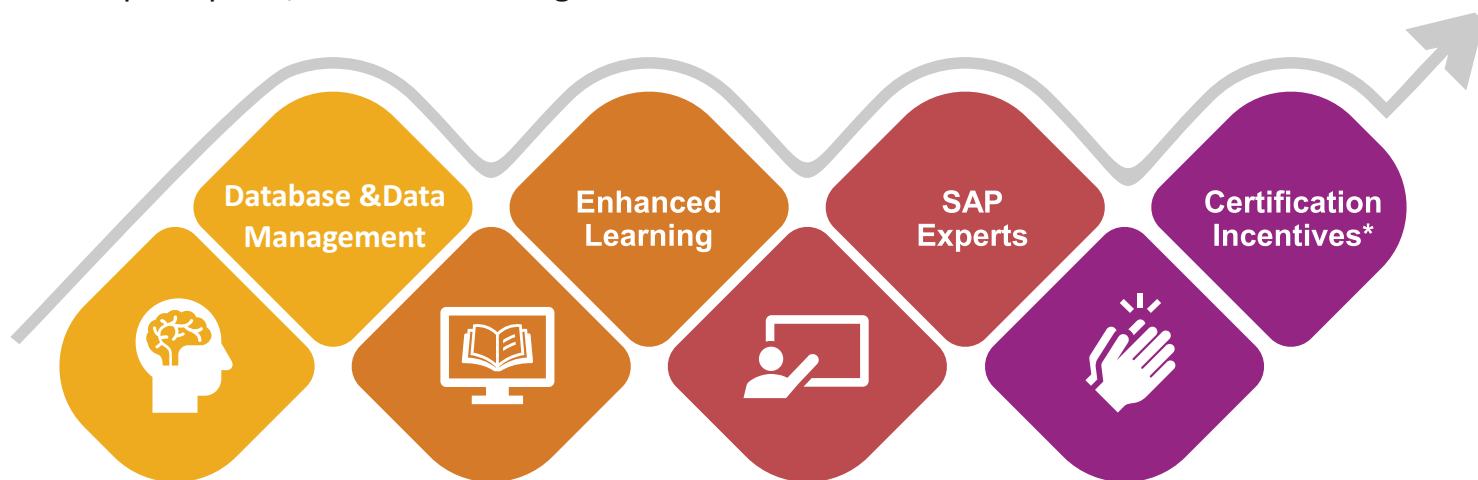 Database &Data
Management
Enhanced
Learning
SAP
Experts
Certification
Incentives*